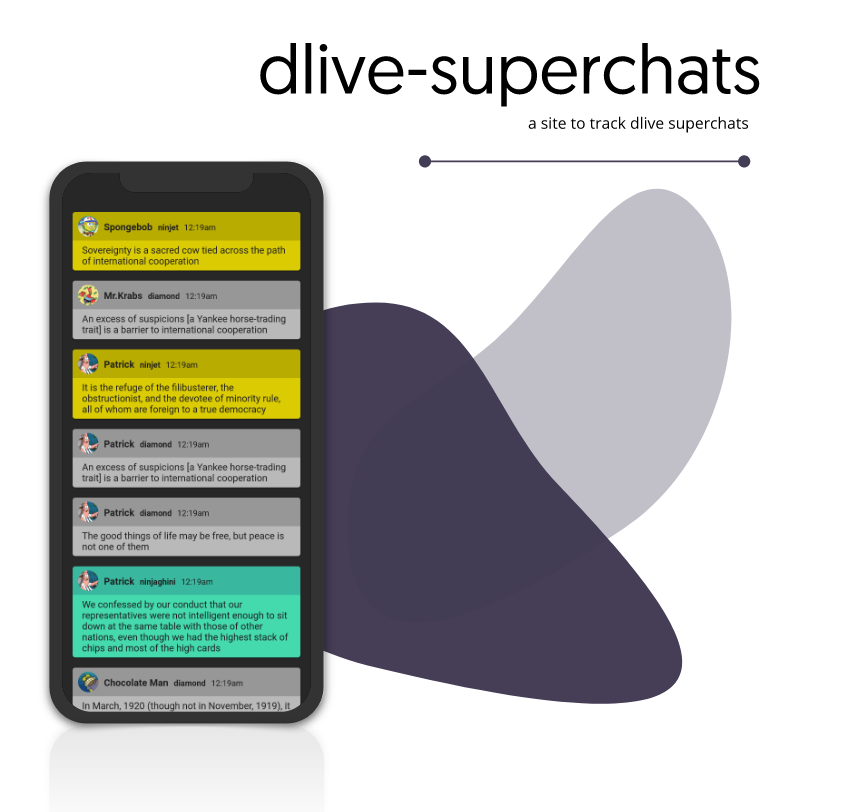 dlive-superchats
a site to track dlive superchats
Spongebob ninjet 12:19am
Sovereignty is a sacred cow tied across the path
of international cooperation
Mr.Krabs diamond 12:19am
An excess of suspicions [a Yankee horse-trading
trait] is a barrier to international cooperation
Patrick ninjet 12:19am
It is the refuge of the filibusterer, the
obstructionist, and the devotee of minority rule,
all of whom are foreign to a true democracy
Patrick diamond 12:19am
An excess of suspicions [a Yankee horse-trading
trait] is a barrier to international cooperation
Patrick diamond 12:19am
The good things of life may be free, but peace is
not one of them
Patrick ninjaghini 12:19am
We confessed by our conduct that our
representatives were not intelligent enough to sit
down at the same table with those of other
nations, even though we had the highest stack of
chips and most of the high cards
Chocolate Man diamond 12:19am
In March, 1920 (though not in November, 1919), it